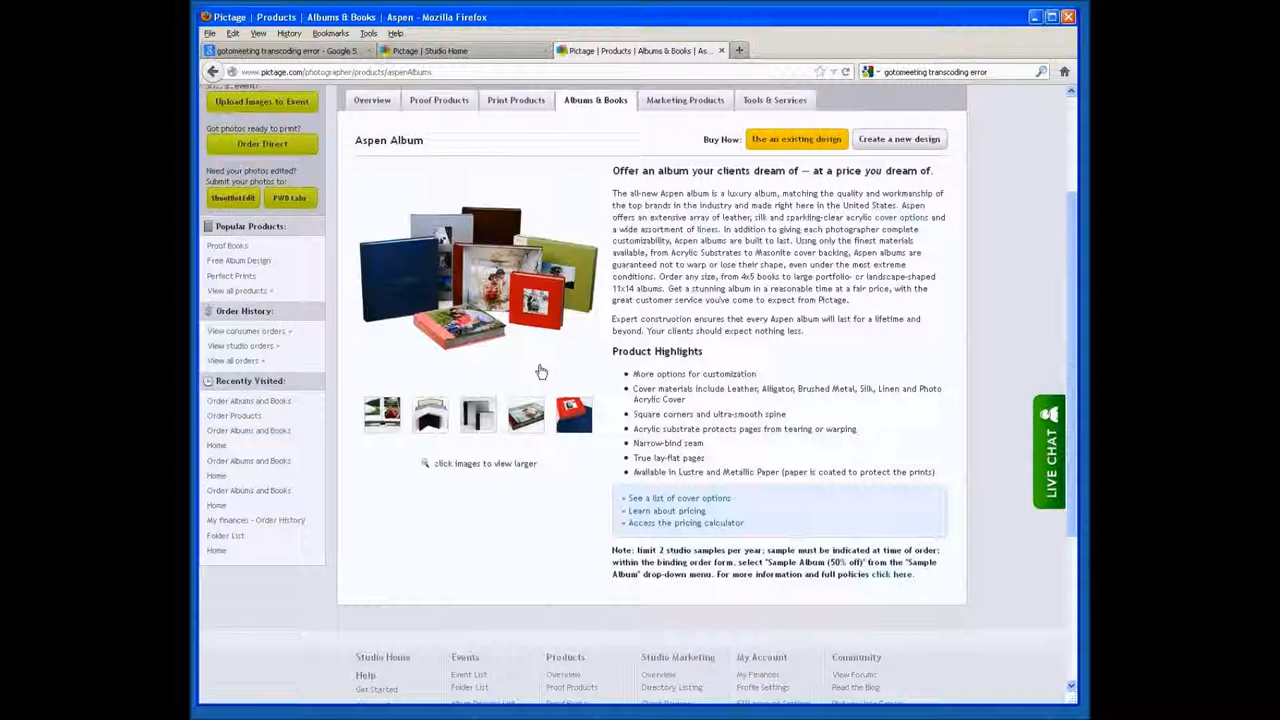 Pictage | Products | Albums & Books | Aspen - Mozilla Firefox
File Edit View History Bookmarks Tools Help
gotomeeting transcoding error - Google S...
Pictage | Studio Home
Pictage | Products | Albums & Books | As...
www.pictage.com/photographer/products/aspenAlbums
gotomeeting transcoding error
Upload Images to Event
Got photos ready to print?
Order Direct
Need your photos edited?
Submit your photos to:
ShootDotEdit PWD Labs
Popular Products:
Proof Books
Free Album Design
Perfect Prints
View all products »
Order History:
View consumer orders »
View studio orders »
View all orders »
Recently Visited:
Order Albums and Books
Order Products
Order Albums and Books
Home
Order Albums and Books
Home
Order Albums and Books
Home
My finances - Order History
Folder List
Home
Overview Proof Products Print Products Albums & Books Marketing Products Tools & Services
Aspen Album
Buy Now: Use an existing design Create a new design
click images to view larger
Offer an album your clients dream of — at a price you dream of.
The all-new Aspen album is a luxury album, matching the quality and workmanship
of the top brands in the industry and made right here in the United States. Aspen
offers an extensive array of leather, silk and sparkling-clear acrylic cover options and
a wide assortment of liners. In addition to giving each photographer complete
customizability, Aspen albums are built to last. Using only the finest materials
available, from Acrylic Substrates to Masonite cover backing, Aspen albums are
guaranteed not to warp or lose their shape, even under the most extreme
conditions. Order any size, from 4x5 books to large portfolio- or landscape-shaped
11x14 albums. Get a stunning album in a reasonable time at a fair price, with the
great customer service you've come to expect from Pictage.
Expert construction ensures that every Aspen album will last for a lifetime and
beyond. Your clients should expect nothing less.
Product Highlights
• More options for customization
• Cover materials include Leather, Alligator, Brushed Metal, Silk, Linen and Photo
Acrylic Cover
• Square corners and ultra-smooth spine
• Acrylic substrate protects pages from tearing or warping
• Narrow-bind seam
• True lay-flat pages
• Available in Lustre and Metallic Paper (paper is coated to protect the prints)
» See a list of cover options
» Learn about pricing
» Access the pricing calculator
Note: limit 2 studio samples per year; sample must be indicated at time of order;
within the binding order form, select "Sample Album (50% off)" from the "Sample
Album" drop-down menu. For more information and full policies click here.
LIVE CHAT
Studio Home Events Products Studio Marketing My Account Community
Help Event List Overview Overview My Finances View Forums
Get Started Folder List Proof Products Directory Listing Profile Settings Read the Blog